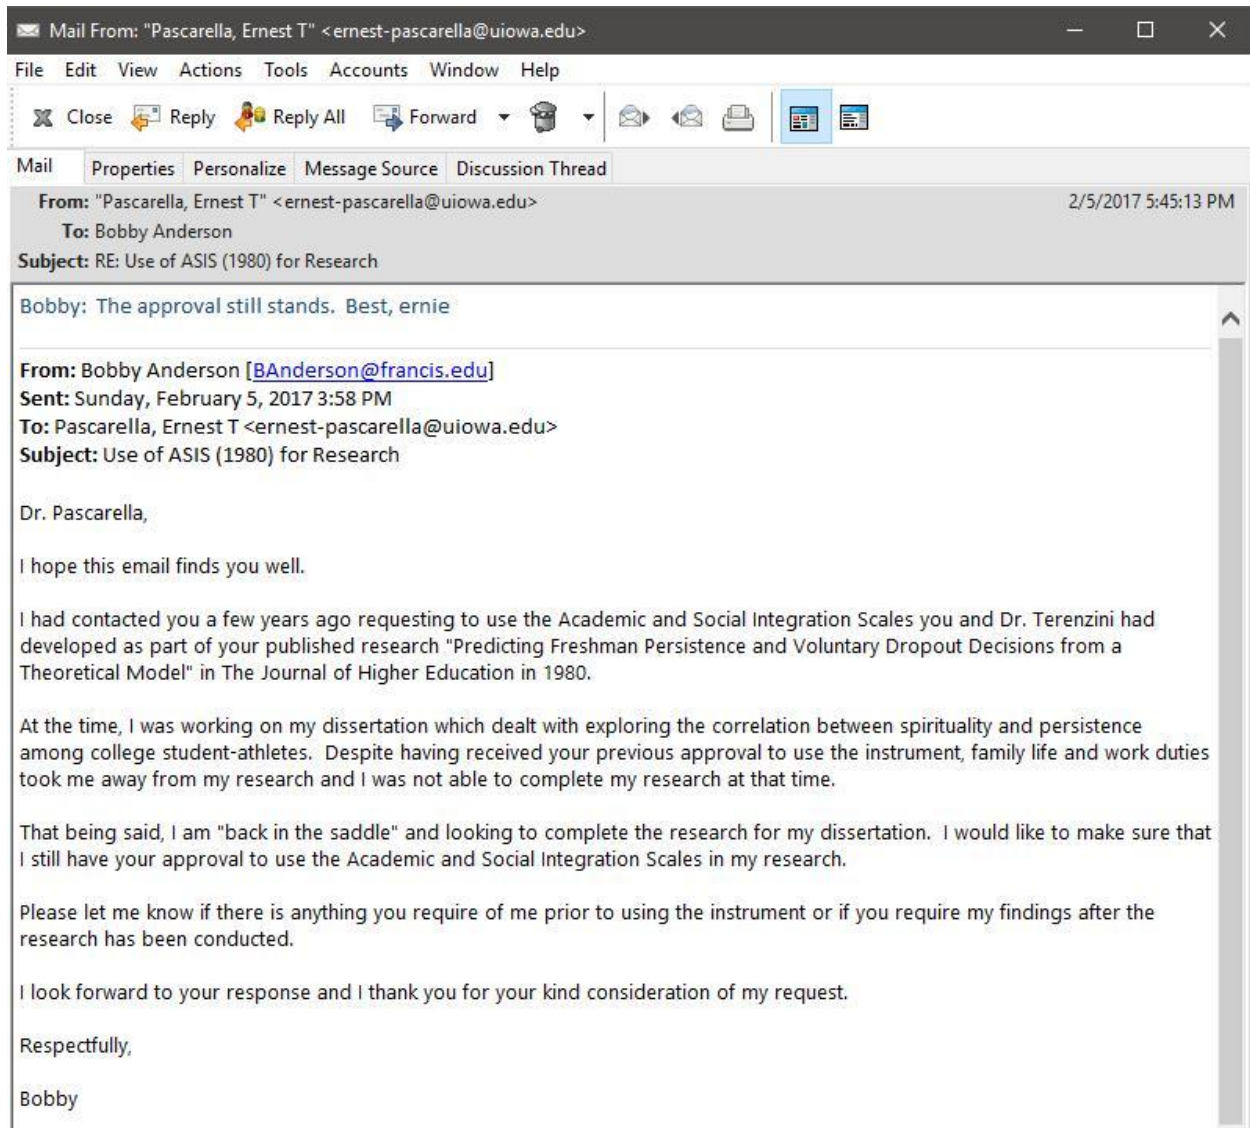 Mail From: "Pascarella, Ernest T" <ernest-pascarella@uiowa.edu>
File Edit View Actions Tools Accounts Window Help
Close Reply Reply All Forward
Mail Properties Personalize Message Source Discussion Thread
From: "Pascarella, Ernest T" <ernest-pascarella@uiowa.edu> 2/5/2017 5:45:13 PM
To: Bobby Anderson
Subject: RE: Use of ASIS (1980) for Research
Bobby: The approval still stands. Best, ernie
From: Bobby Anderson [BAnderson@francis.edu]
Sent: Sunday, February 5, 2017 3:58 PM
To: Pascarella, Ernest T <ernest-pascarella@uiowa.edu>
Subject: Use of ASIS (1980) for Research
Dr. Pascarella,
I hope this email finds you well.
I had contacted you a few years ago requesting to use the Academic and Social Integration Scales you and Dr. Terenzini had
developed as part of your published research "Predicting Freshman Persistence and Voluntary Dropout Decisions from a
Theoretical Model" in The Journal of Higher Education in 1980.
At the time, I was working on my dissertation which dealt with exploring the correlation between spirituality and persistence
among college student-athletes. Despite having received your previous approval to use the instrument, family life and work duties
took me away from my research and I was not able to complete my research at that time.
That being said, I am "back in the saddle" and looking to complete the research for my dissertation. I would like to make sure that
I still have your approval to use the Academic and Social Integration Scales in my research.
Please let me know if there is anything you require of me prior to using the instrument or if you require my findings after the
research has been conducted.
I look forward to your response and I thank you for your kind consideration of my request.
Respectfully,
Bobby